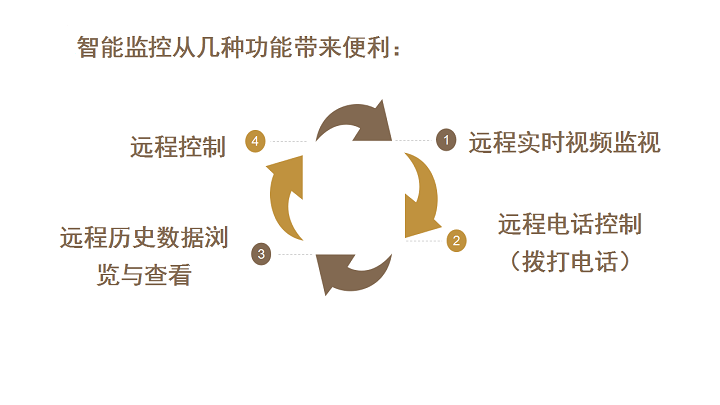 智能监控从几种功能带来便利：
远程控制
4
1
远程实时视频监视
远程历史数据浏
览与查看
3
2
远程电话控制
（拨打电话）